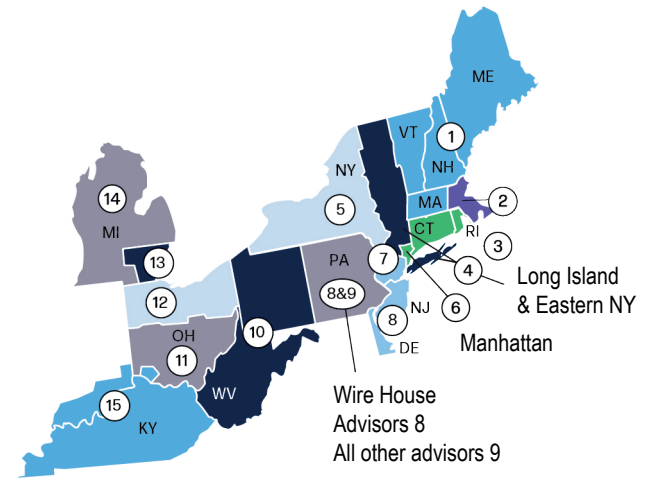 ME
VT
1
NH
NY
MA
2
14
5
CT
RI
MI
3
13
PA
7
4
Long Island
& Eastern NY
12
8&9
NJ
6
8
OH
10
Manhattan
11
DE
WV
Wire House
Advisors 8
All other advisors 9
15
KY